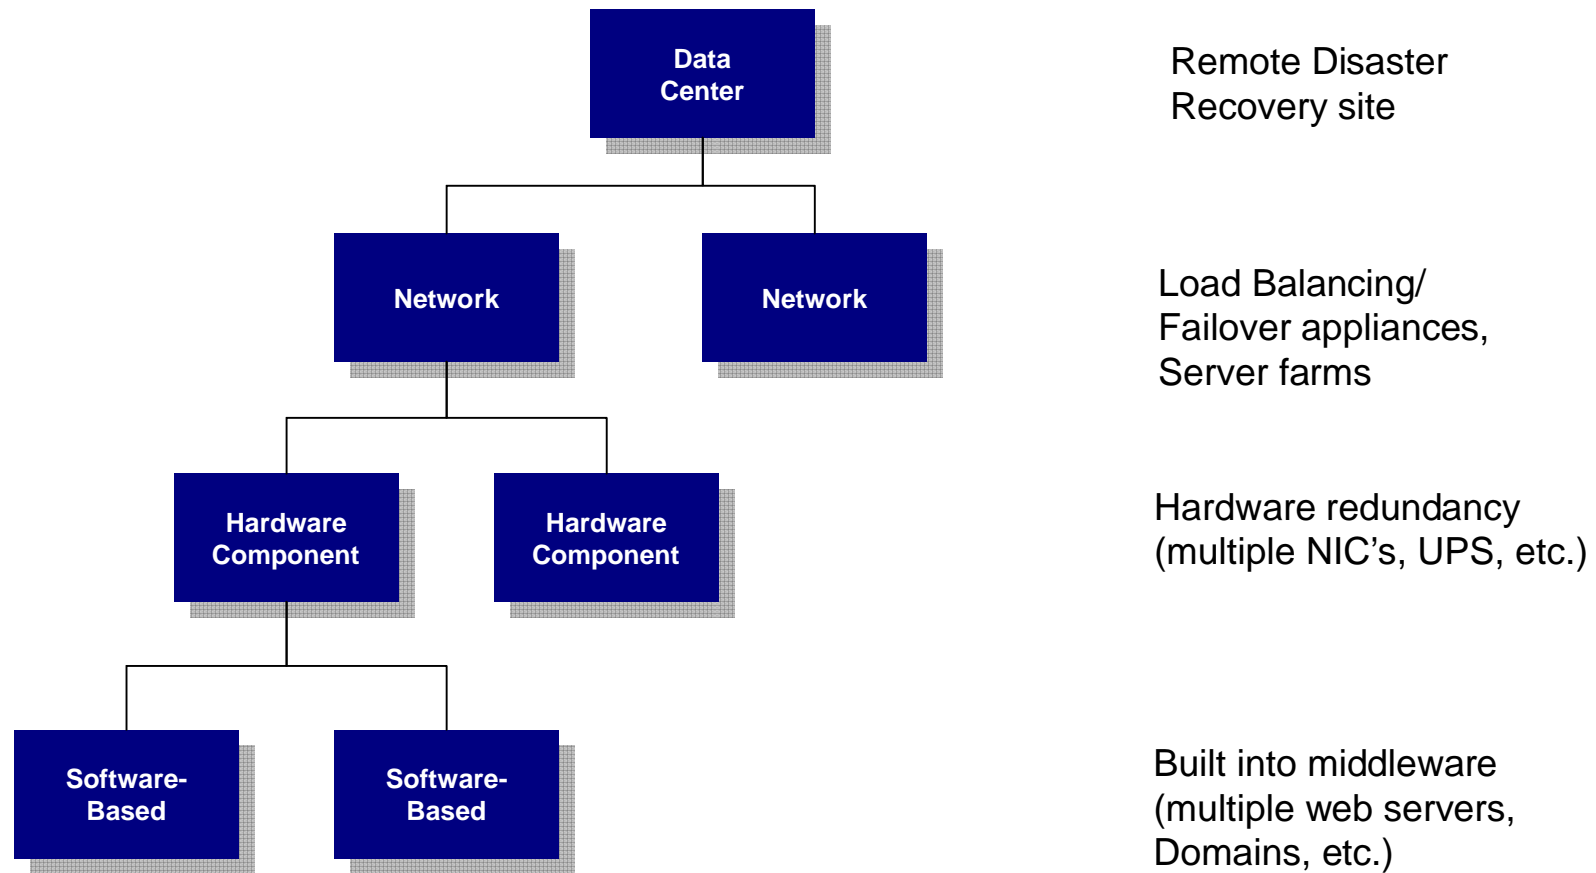 Data
Center
Remote Disaster
Recovery site
Network
Network
Load Balancing/
Failover appliances,
Server farms
Hardware
Component
Hardware
Component
Hardware redundancy
(multiple NIC’s, UPS, etc.)
Software-
Based
Software-
Based
Built into middleware
(multiple web servers,
Domains, etc.)